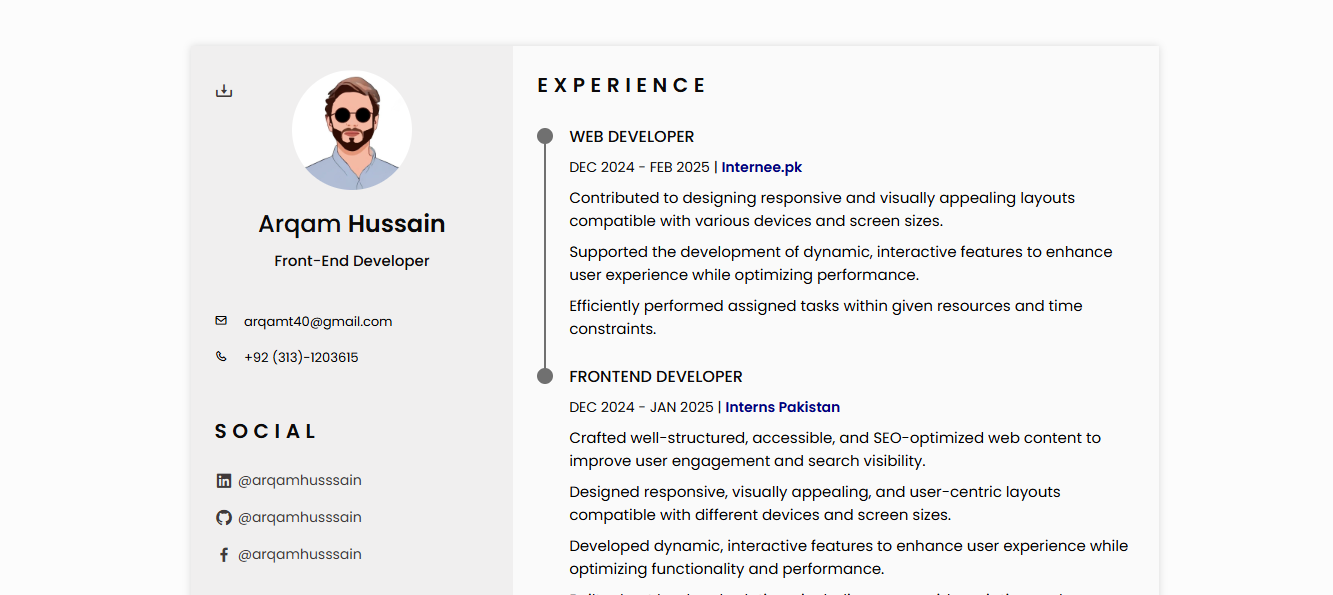 Arqam Hussain
Front-End Developer
arqamt40@gmail.com
+92 (313)-1203615
SOCIAL
@arqamhusssain
@arqamhusssain
@arqamhusssain
EXPERIENCE
WEB DEVELOPER
DEC 2024 - FEB 2025 | Internee.pk
Contributed to designing responsive and visually appealing layouts
compatible with various devices and screen sizes.
Supported the development of dynamic, interactive features to enhance
user experience while optimizing performance.
Efficiently performed assigned tasks within given resources and time
constraints.
FRONTEND DEVELOPER
DEC 2024 - JAN 2025 | Interns Pakistan
Crafted well-structured, accessible, and SEO-optimized web content to
improve user engagement and search visibility.
Designed responsive, visually appealing, and user-centric layouts
compatible with different devices and screen sizes.
Developed dynamic, interactive features to enhance user experience while
optimizing functionality and performance.